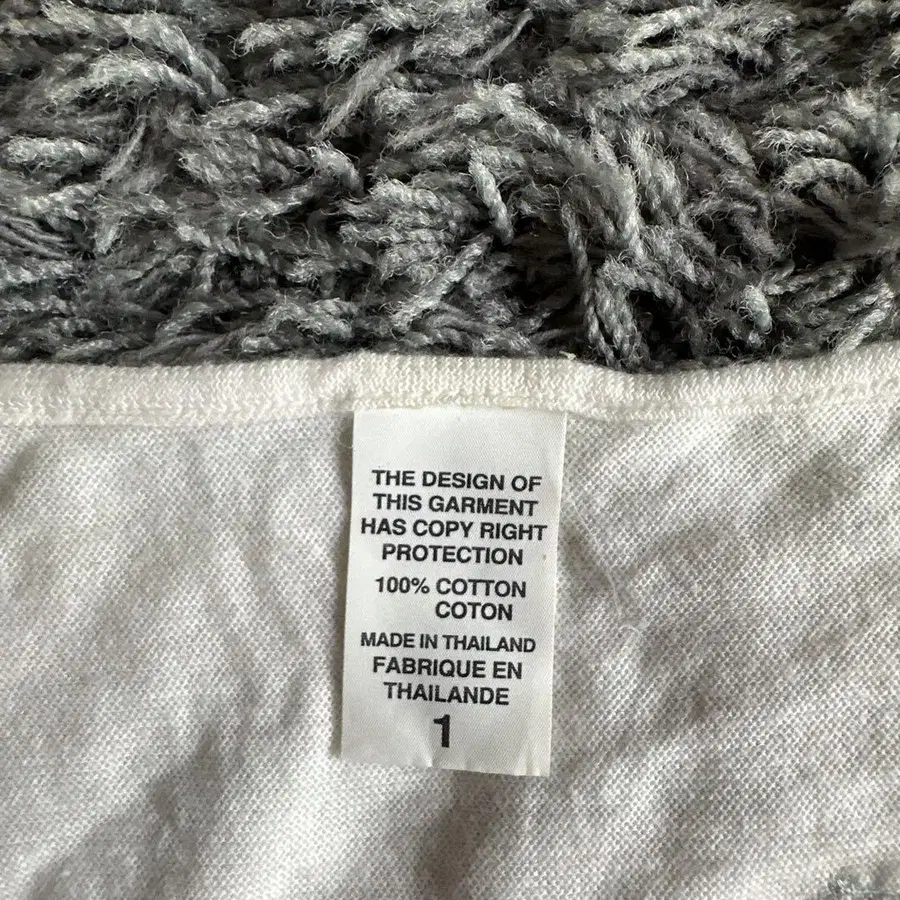 THE DESIGN OF
THIS GARMENT
HAS COPY RIGHT
PROTECTION
100% COTTON
COTON
MADE IN THAILAND
FABRIQUE EN
THAILANDE
1